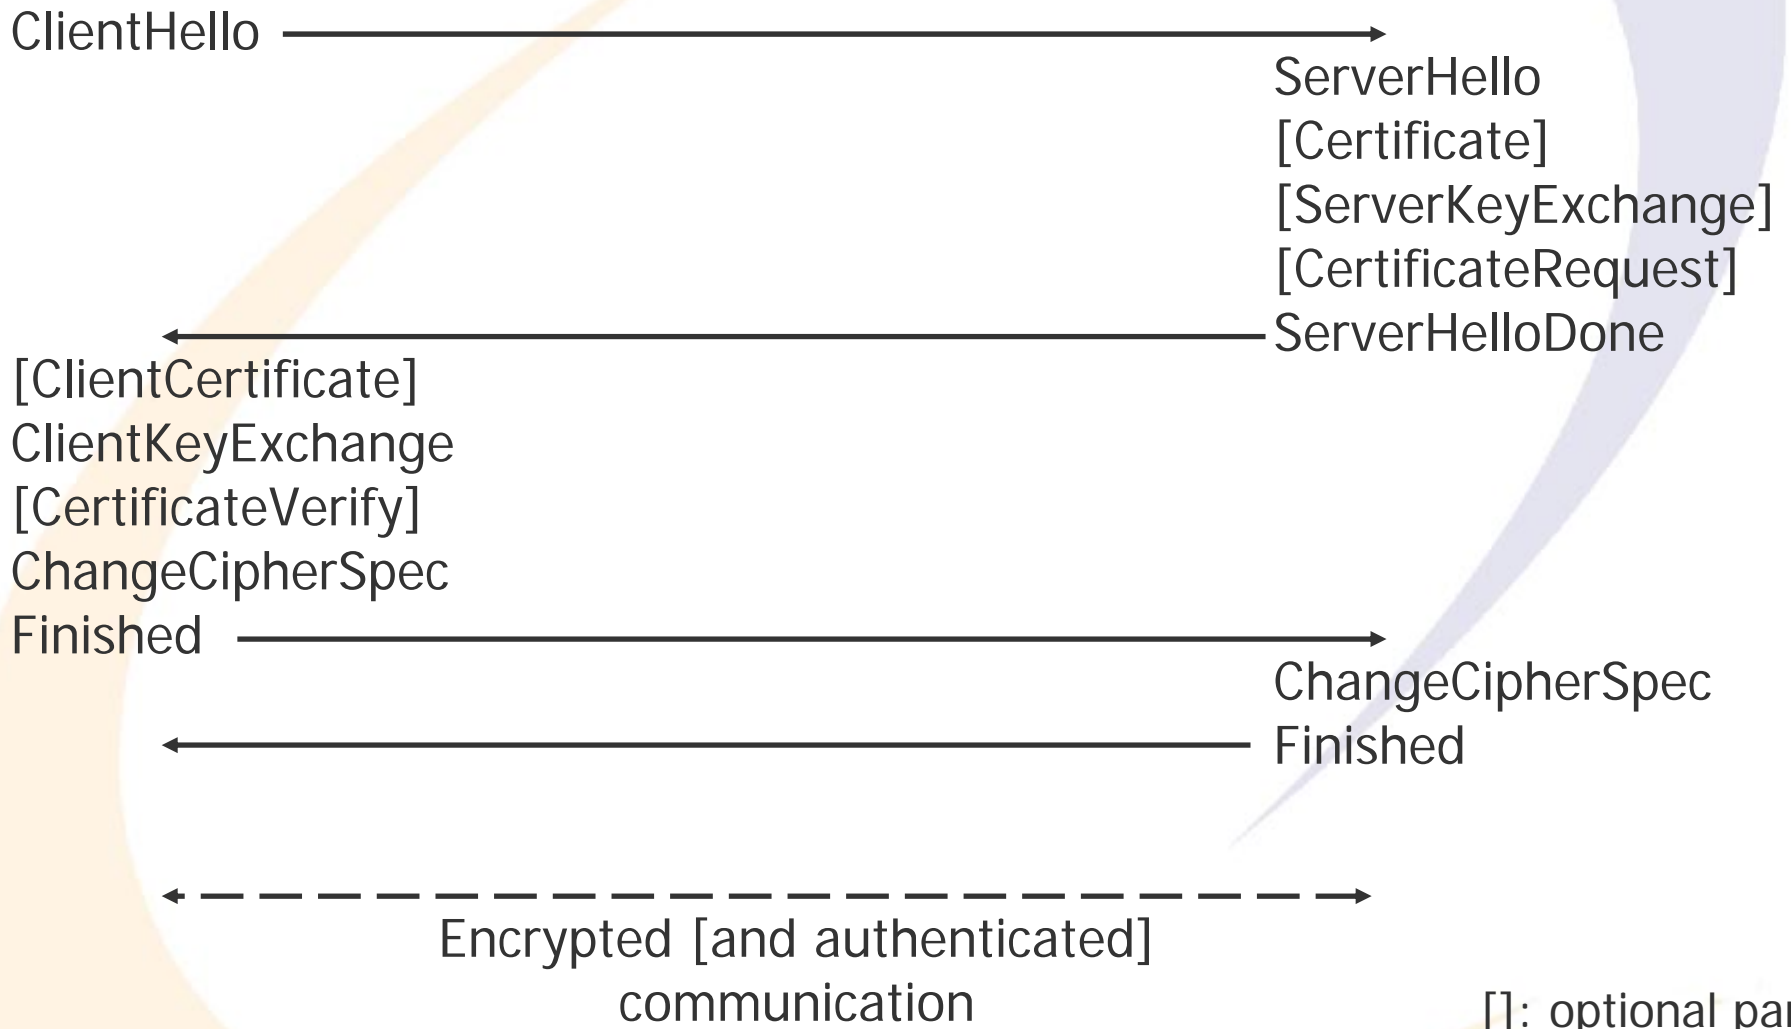 ClientHello
ServerHello
[Certificate]
[ServerKeyExchange]
[CertificateRequest]
ServerHelloDone
[ClientCertificate]
ClientKeyExchange
[CertificateVerify]
ChangeCipherSpec
Finished
ChangeCipherSpec
Finished
Encrypted [and authenticated]
communication
[]: optional